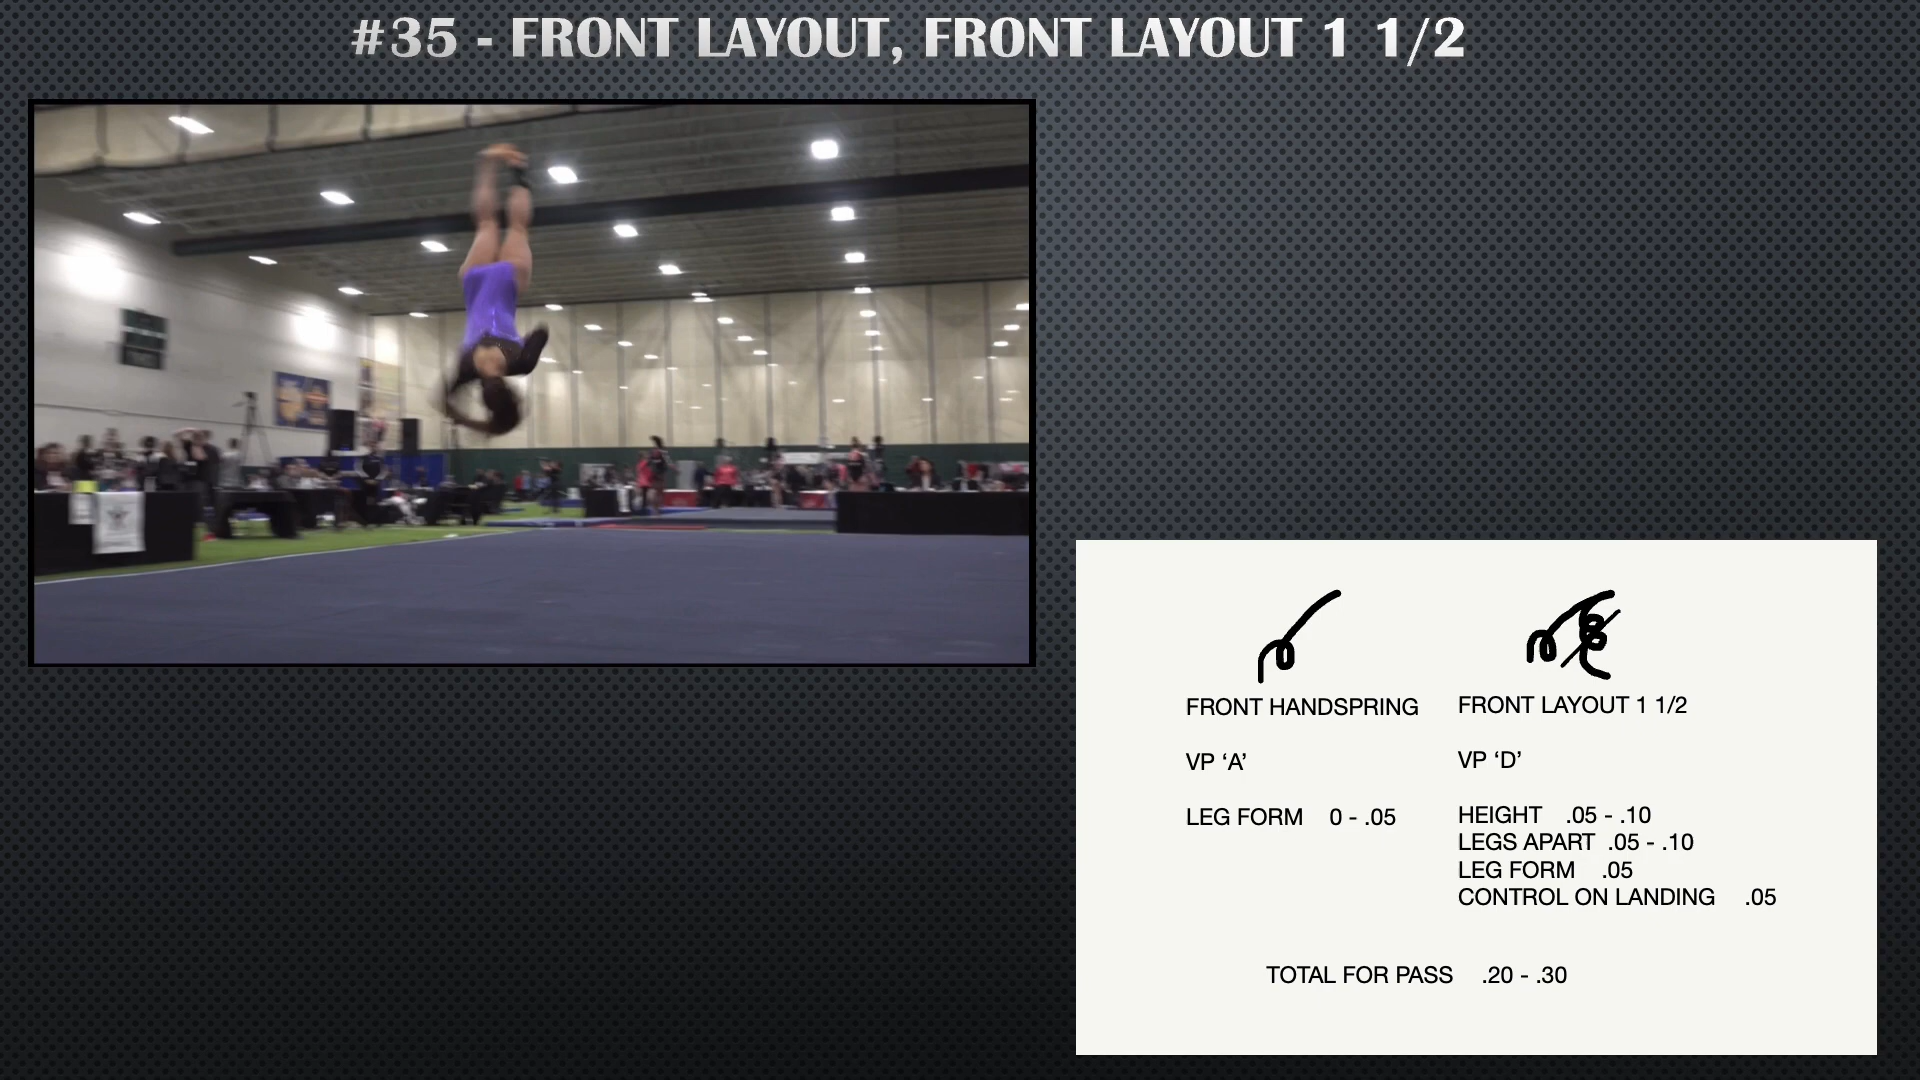 #35 - FRONT LAYOUT, FRONT LAYOUT 1 1/2
FRONT HANDSPRING
VP ‘A’
LEG FORM 0 - .05
FRONT LAYOUT 1 1/2
VP ‘D’
HEIGHT .05 - .10
LEGS APART .05 - .10
LEG FORM .05
CONTROL ON LANDING .05
TOTAL FOR PASS .20 - .30